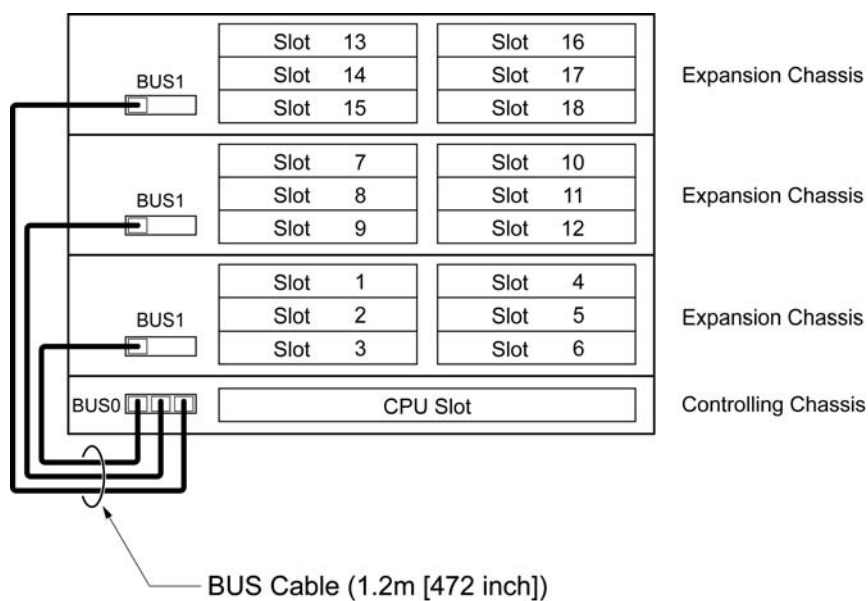 Slot 13 Slot 16
BUS1 Slot 14 Slot 17 Expansion Chassis
Slot 15 Slot 18
Slot 7 Slot 10
BUS1 Slot 8 Slot 11 Expansion Chassis
Slot 9 Slot 12
Slot 1 Slot 4
BUS1 Slot 2 Slot 5 Expansion Chassis
Slot 3 Slot 6
BUS0 CPU Slot Controlling Chassis
BUS Cable (1.2m [472 inch])